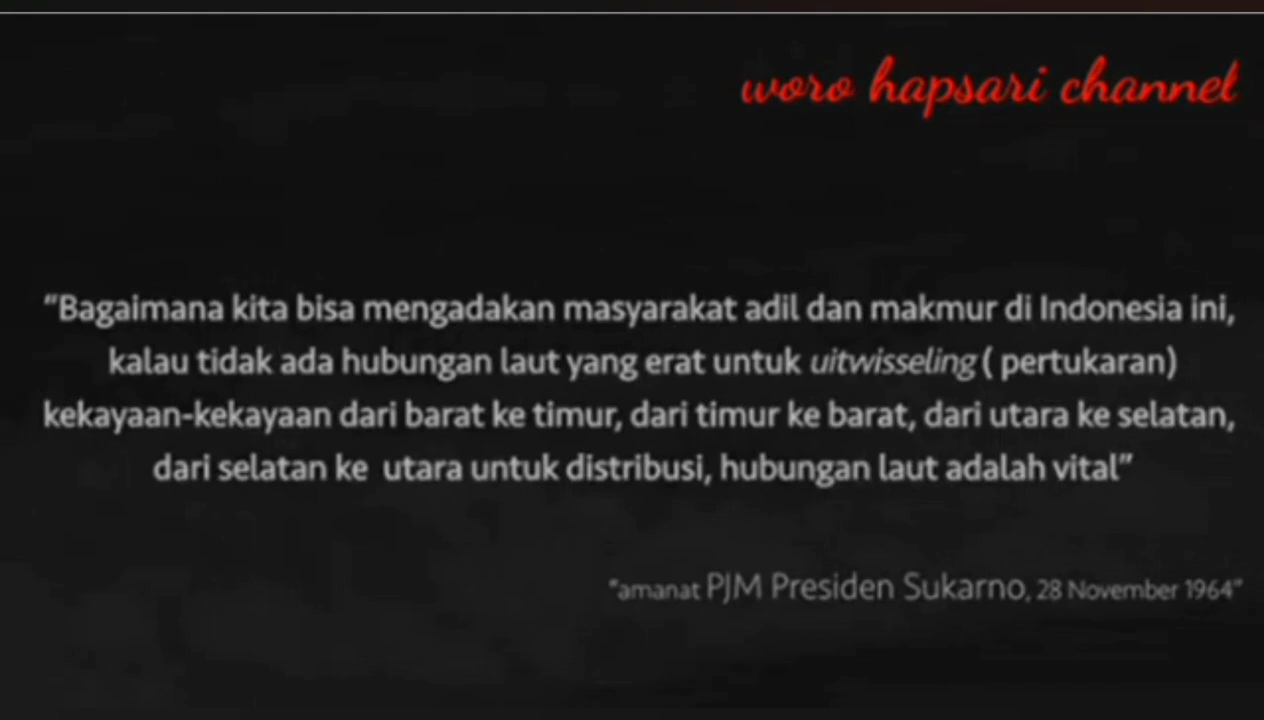 woro hapsari channel
"Bagaimana kita bisa mengadakan masyarakat adil dan makmur di Indonesia ini,
kalau tidak ada hubungan laut yang erat untuk uitwisseling ( pertukaran)
kekayaan-kekayaan dari barat ke timur, dari timur ke barat, dari utara ke selatan,
dari selatan ke utara untuk distribusi, hubungan laut adalah vital"
"amanat PJM Presiden Sukarno, 28 November 1964"